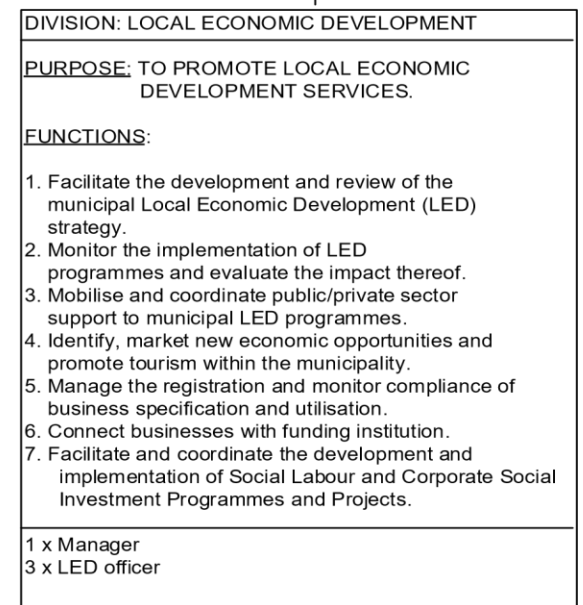 DIVISION: LOCAL ECONOMIC DEVELOPMENT
PURPOSE: TO PROMOTE LOCAL ECONOMIC
DEVELOPMENT SERVICES.
FUNCTIONS:
1. Facilitate the development and review of the
municipal Local Economic Development (LED)
strategy.
2. Monitor the implementation of LED
programmes and evaluate the impact thereof.
3. Mobilise and coordinate public/private sector
support to municipal LED programmes.
4. Identify, market new economic opportunities and
promote tourism within the municipality.
5. Manage the registration and monitor compliance of
business specification and utilisation.
6. Connect businesses with funding institution.
7. Facilitate and coordinate the development and
implementation of Social Labour and Corporate Social
Investment Programmes and Projects.
1 x Manager
3 x LED officer